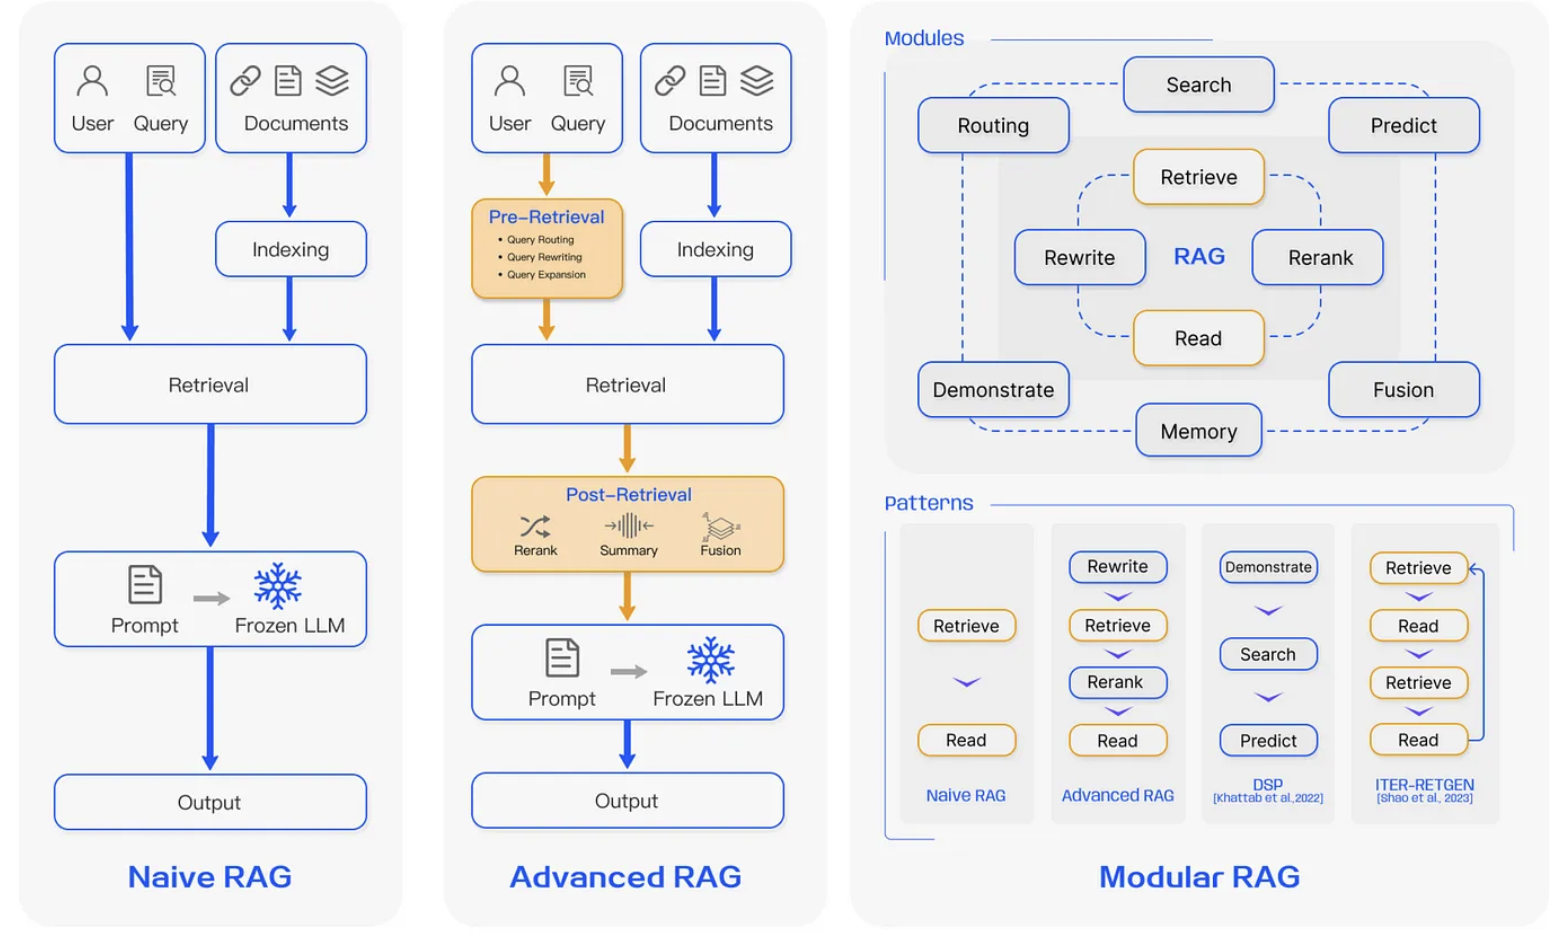 User Query
Documents
Indexing
Retrieval
Prompt
Frozen LLM
Output
Naive RAG
User Query
Documents
Pre-Retrieval
• Query Routing
• Query Rewriting
• Query Expansion
Indexing
Retrieval
Post-Retrieval
Rerank
Summary
Fusion
Prompt
Frozen LLM
Output
Advanced RAG
Modules
Search
Routing
Predict
Retrieve
Rewrite
RAG
Rerank
Read
Demonstrate
Fusion
Memory
Patterns
Retrieve
Read
Naive RAG
Rewrite
Retrieve
Rerank
Read
Advanced RAG
Demonstrate
Search
Predict
DSP
[Khattab et al.,2022]
Retrieve
Read
Retrieve
Read
ITER-RETGEN
[Shao et al., 2023]
Modular RAG